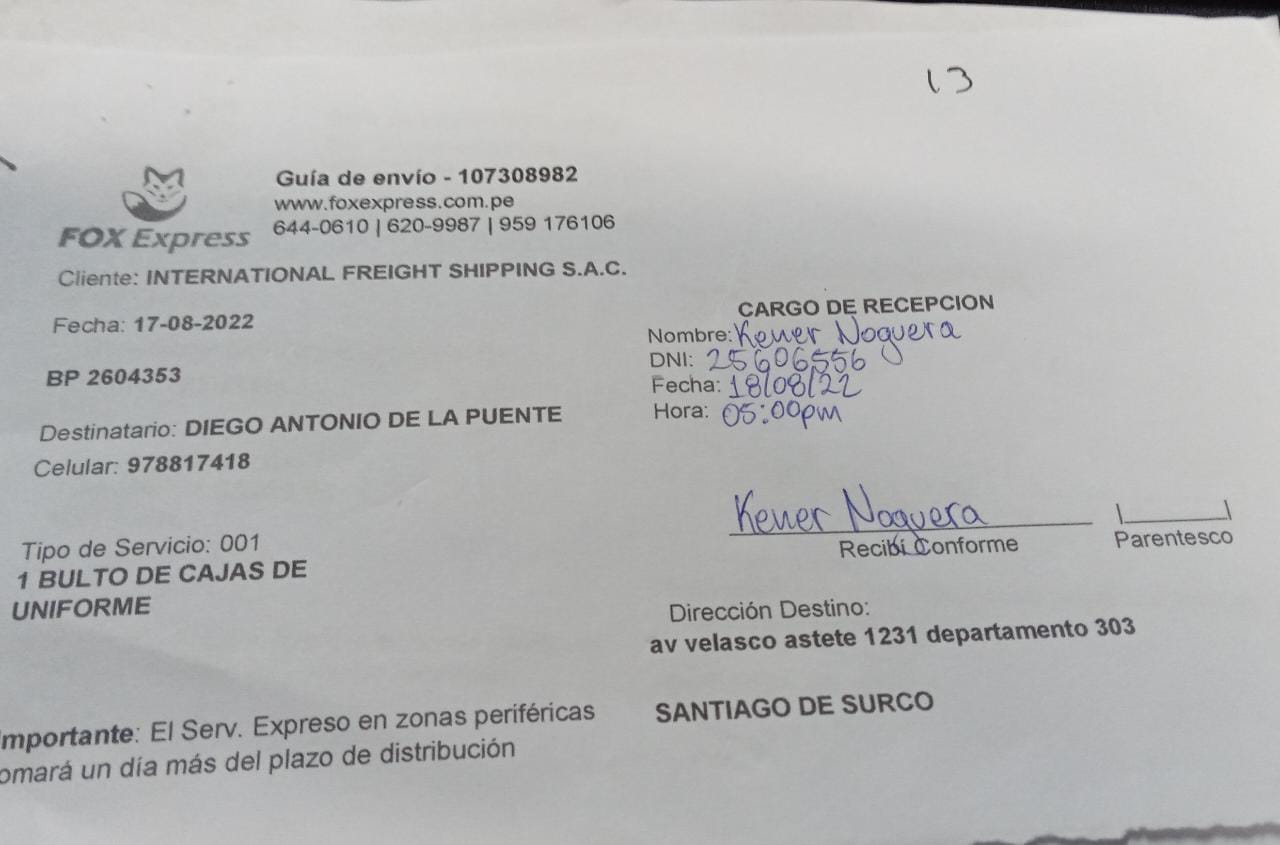 13
Guía de envío - 107308982
www.foxexpress.com.pe
644-0610 | 620-9987 | 959 176106
FOX Express
Cliente: INTERNATIONAL FREIGHT SHIPPING S.A.C.
Fecha: 17-08-2022
BP 2604353
Destinatario: DIEGO ANTONIO DE LA PUENTE
Celular: 978817418
Tipo de Servicio: 001
1 BULTO DE CAJAS DE
UNIFORME
mportante: El Serv. Expreso en zonas periféricas
omará un día más del plazo de distribución
CARGO DE RECEPCION
Nombre: Kener Noguera
DNI: 25606556
Fecha: 18/08/22
Hora: 05:00pm
Kener Noguera
Recibí Conforme
Parentesco
Dirección Destino:
av velasco astete 1231 departamento 303
SANTIAGO DE SURCO